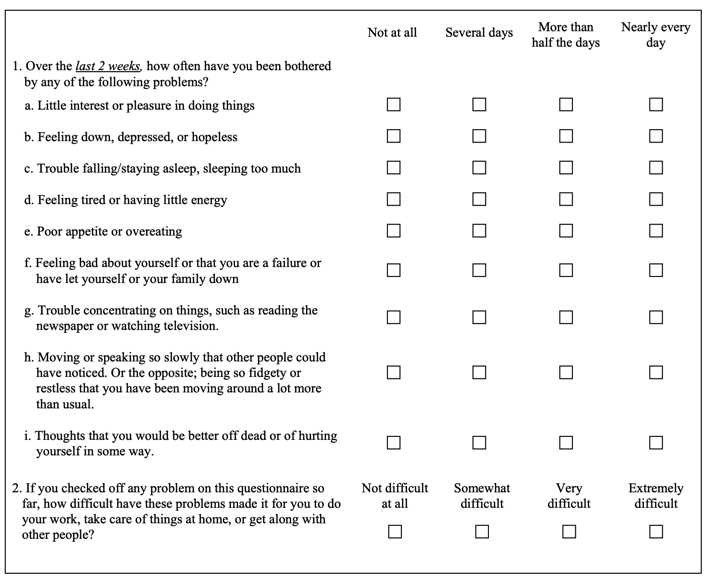 Not at all Several days More than half the days Nearly every day
1. Over the last 2 weeks, how often have you been bothered
by any of the following problems?
a. Little interest or pleasure in doing things
b. Feeling down, depressed, or hopeless
c. Trouble falling/staying asleep, sleeping too much
d. Feeling tired or having little energy
e. Poor appetite or overeating
f. Feeling bad about yourself or that you are a failure or
have let yourself or your family down
g. Trouble concentrating on things, such as reading the
newspaper or watching television.
h. Moving or speaking so slowly that other people could
have noticed. Or the opposite; being so fidgety or
restless that you have been moving around a lot more
than usual.
i. Thoughts that you would be better off dead or of hurting
yourself in some way.
2. If you checked off any problem on this questionnaire so
far, how difficult have these problems made it for you to do
your work, take care of things at home, or get along with
other people?
Not difficult at all Somewhat difficult Very difficult Extremely difficult